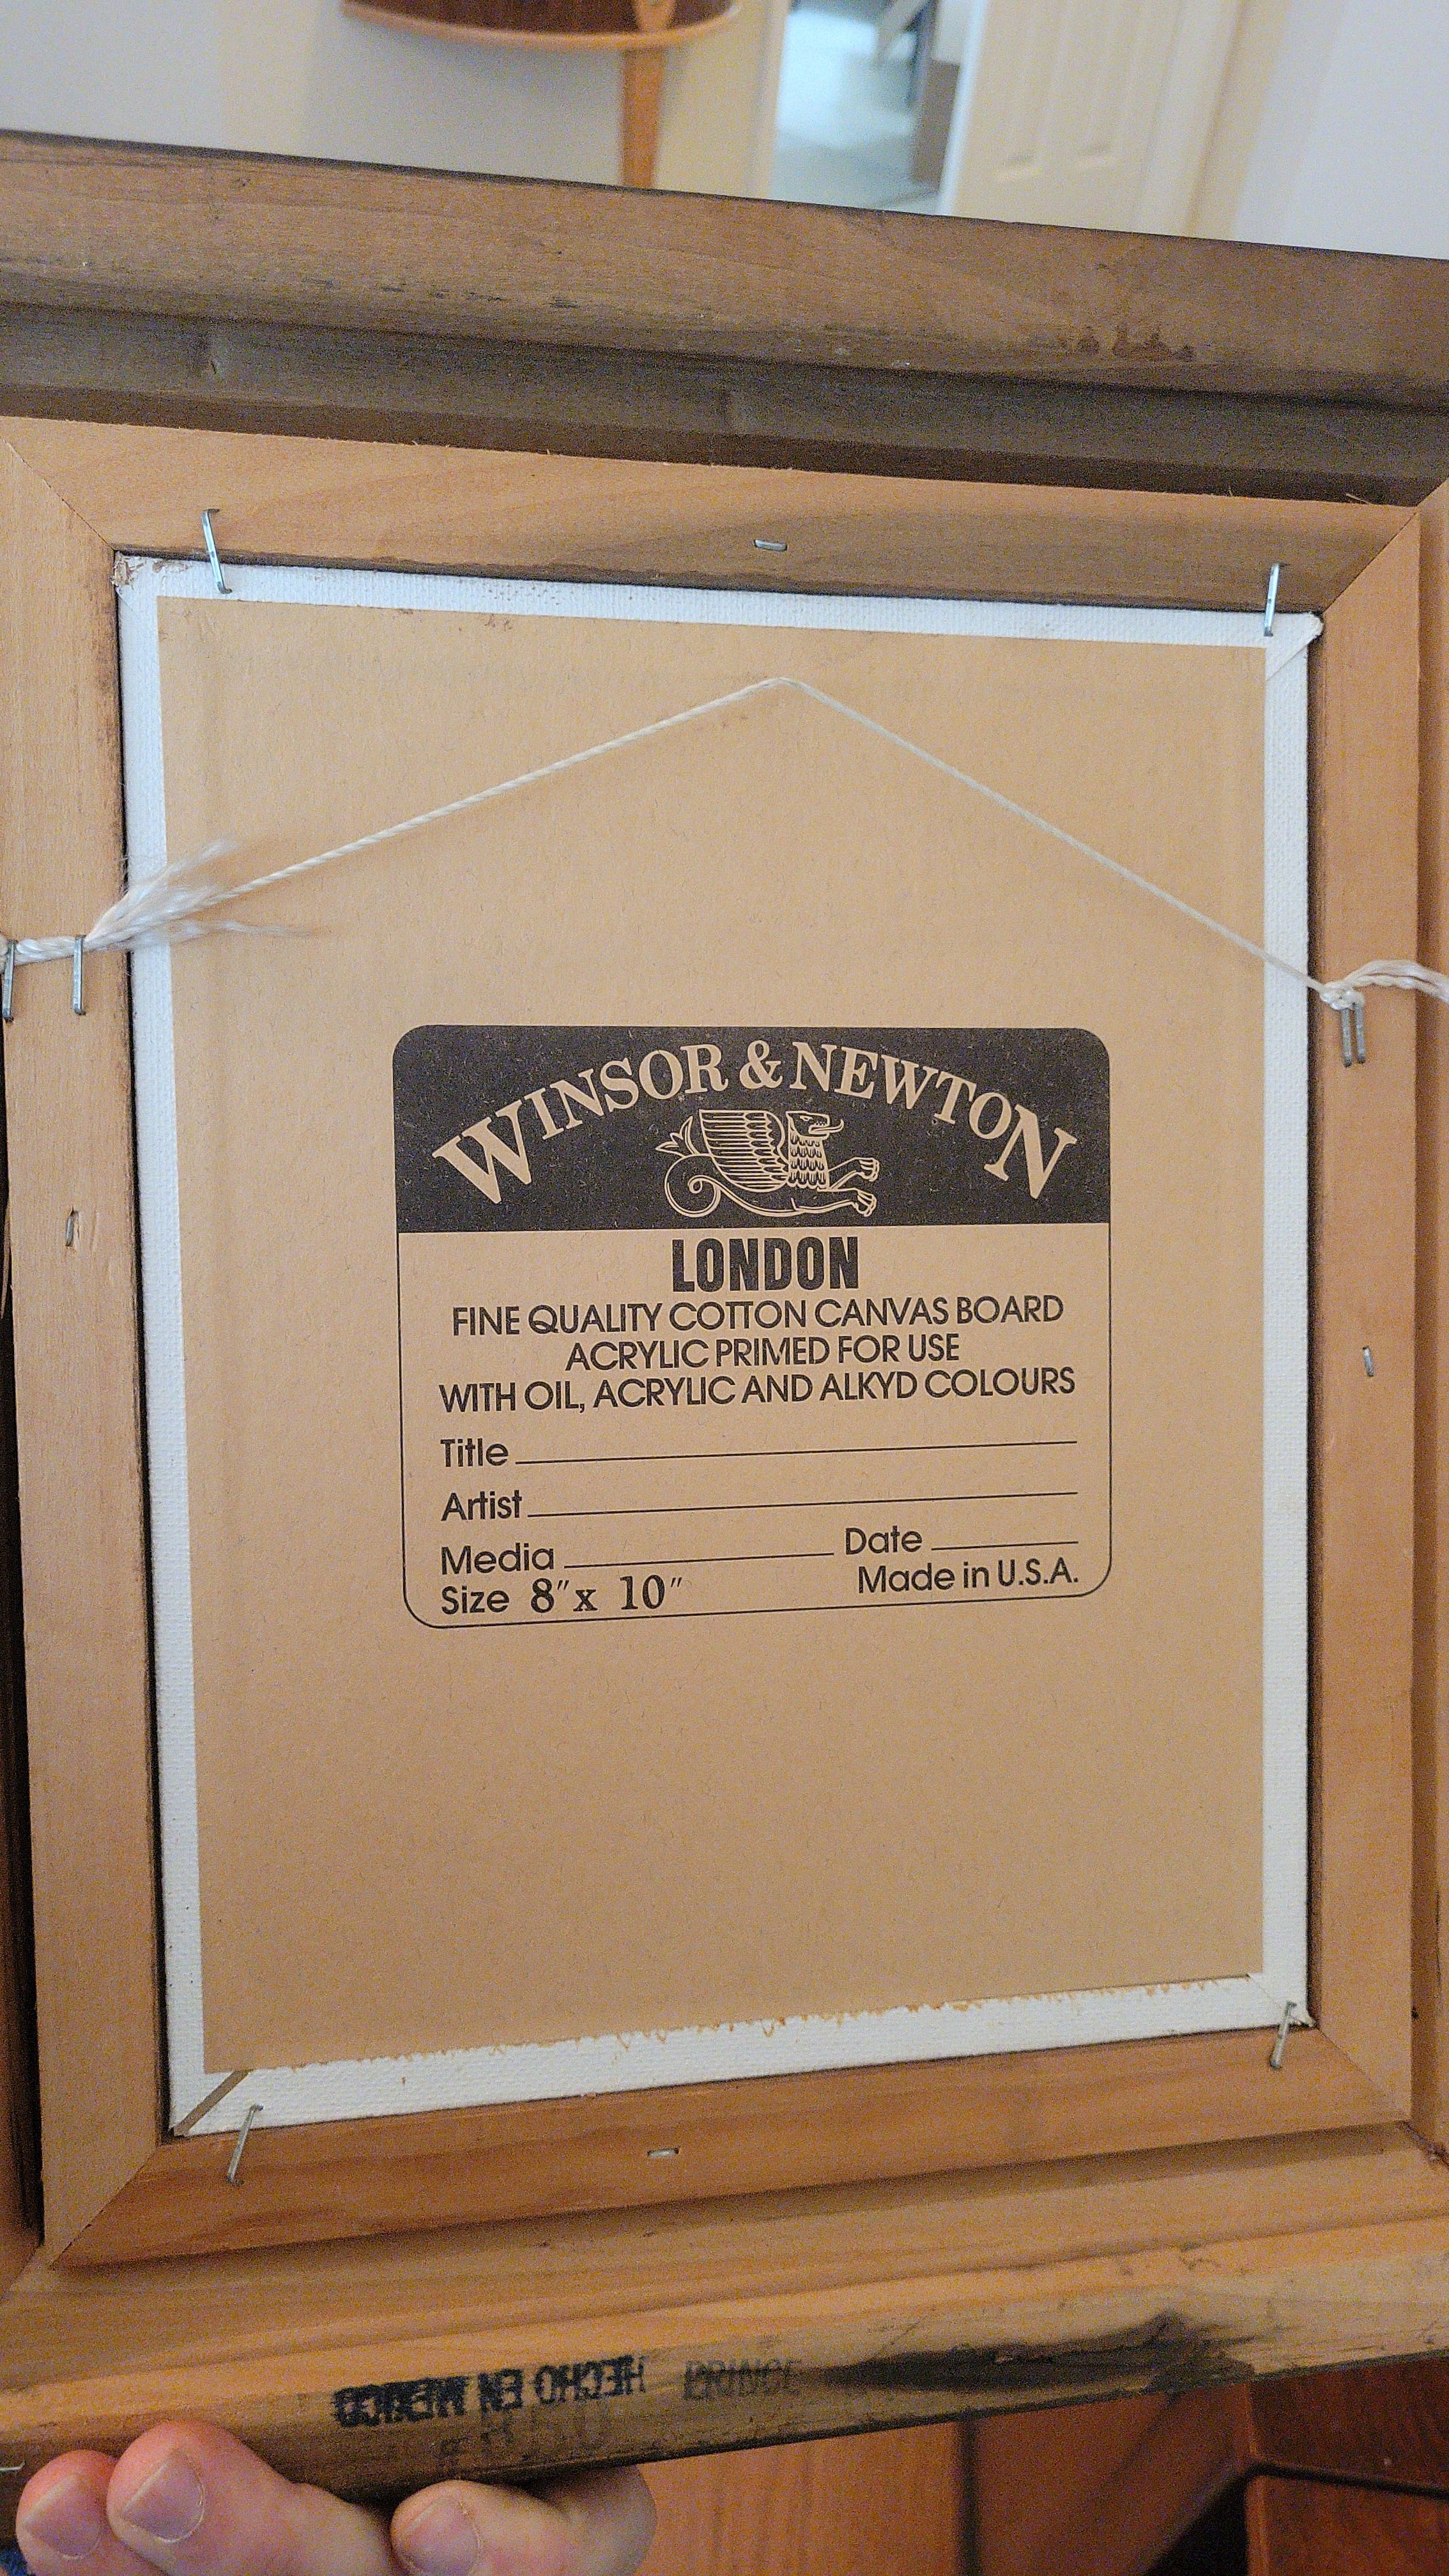 WINSOR & NEWTON
LONDON
FINE QUALITY COTTON CANVAS BOARD
ACRYLIC PRIMED FOR USE
WITH OIL, ACRYLIC AND ALKYD COLOURS
Title
Artist
Media Date
Size 8" x 10" Made in U.S.A.
HECHO EN MEXICO PRINCE